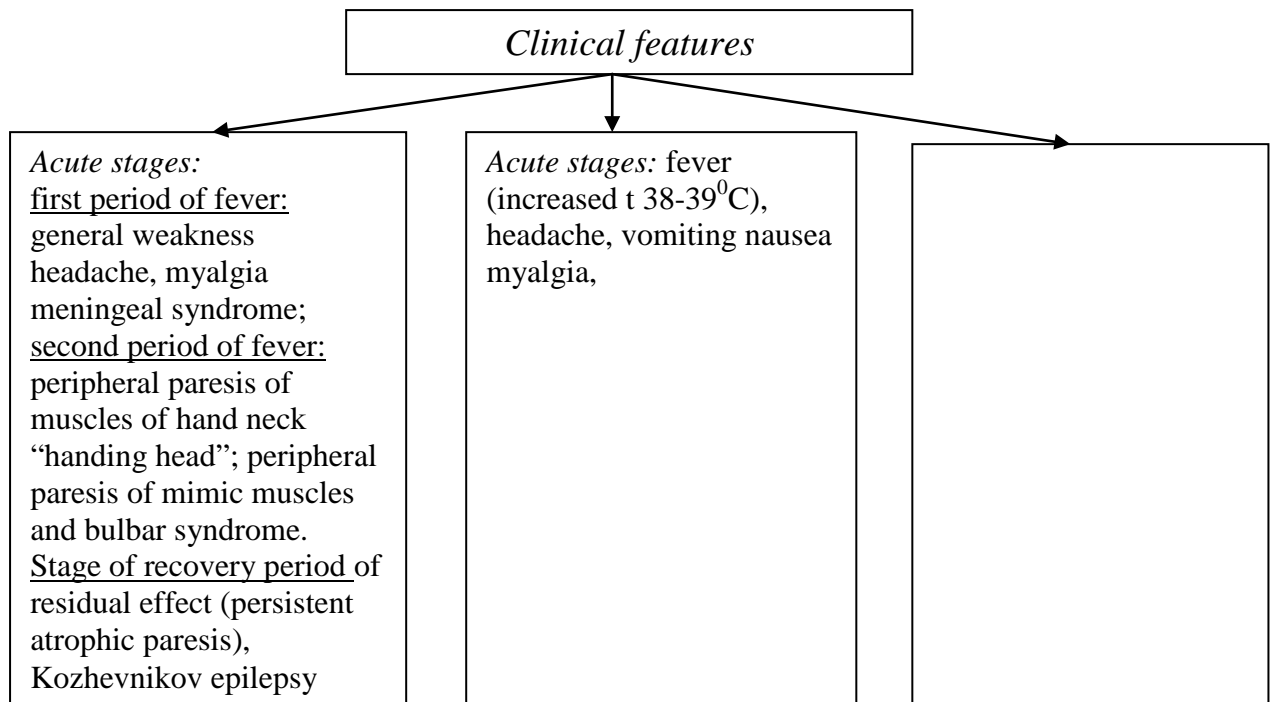 Clinical features
Acute stages:
first period of fever:
general weakness
headache, myalgia
meningeal syndrome;
second period of fever:
peripheral paresis of
muscles of hand neck
“handing head”; peripheral
paresis of mimic muscles
and bulbar syndrome.
Stage of recovery period of
residual effect (persistent
atrophic paresis),
Kozhevnikov epilepsy
Acute stages: fever
(increased t 38-39⁰C),
headache, vomiting nausea
myalgia,